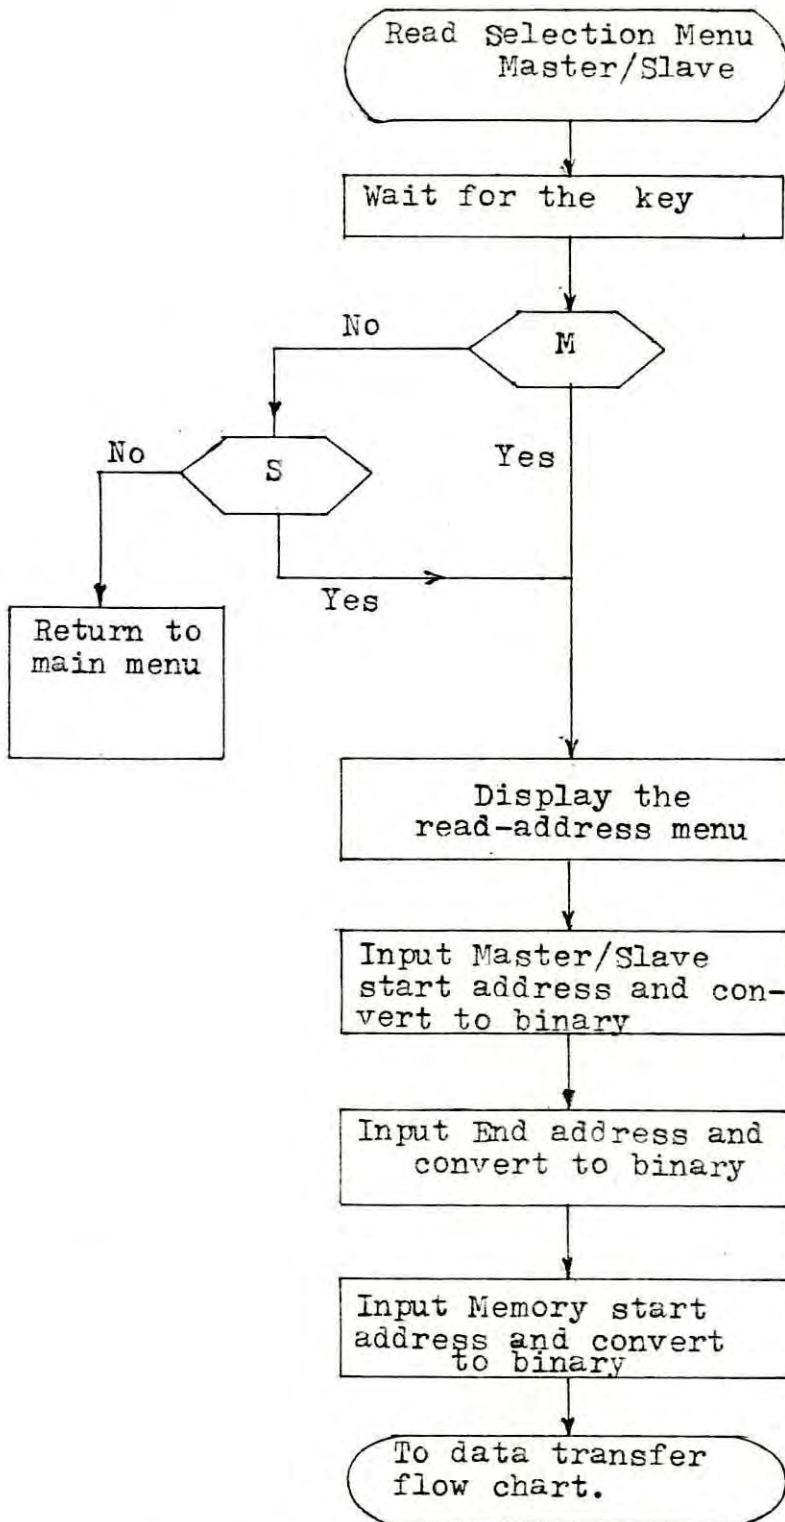 Read Selection Menu
Master/Slave
Wait for the key
No
M
No
S
Yes
Yes
Return to
main menu
Display the
read-address menu
Input Master/Slave
start address and con-
vert to binary
Input End address and
convert to binary
Input Memory start
address and convert
to binary
To data transfer
flow chart.